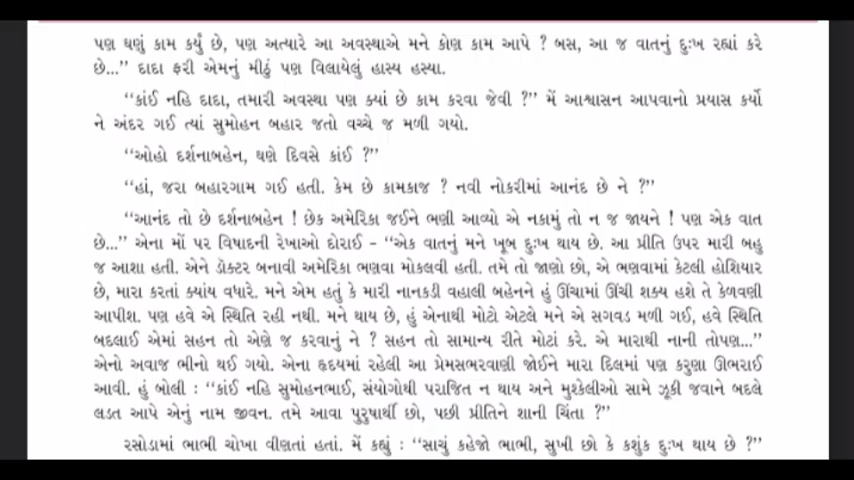 પણ ઘણું કામ કર્યું છે, પણ અત્યારે આ અવસ્થાએ મને કોણ કામ આપે ? બસ, આ જ વાતનું દુઃખ રહ્યાં કરે
છે...” દાદા ફરી એમનું મીઠું પણ વિલાયેલું હાસ્ય હસ્યા.
“કાંઈ નહિ દાદા, તમારી અવસ્થા પણ ક્યાં છે કામ કરવા જેવી ?” મેં આશ્વાસન આપવાનો પ્રયાસ કર્યો
ને અંદર ગઈ ત્યાં સુમોહન બહાર જતો વચ્ચે જ મળી ગયો.
“ઓહો દર્શનાબહેન, ઘણે દિવસે કાંઈ ?”
“હાં, જરા બહારગામ ગઈ હતી. કેમ છે કામકાજ ? નવી નોકરીમાં આનંદ છે ને ?”
“આનંદ તો છે દર્શનાબહેન ! છેક અમેરિકા જઈને ભણી આવ્યો એ નકામું તો ન જ જાયને ! પણ એક વાત
છે...” એના મોં પર વિષાદની રેખાઓ દોરાઈ – “એક વાતનું મને ખૂબ દુઃખ થાય છે. આ પ્રીતિ ઉપર મારી બહુ
જ આશા હતી. એને ડૉક્ટર બનાવી અમેરિકા ભણવા મોકલવી હતી. તમે તો જાણો છો, એ ભણવામાં કેટલી હોશિયાર
છે, મારા કરતાં ક્યાંય વધારે. મને એમ હતું કે મારી નાનકડી વહાલી બહેનને હું ઊંચામાં ઊંચી શક્ય હશે તે કેળવણી
આપીશ. પણ હવે એ સ્થિતિ રહી નથી. મને થાય છે, હું એનાથી મોટો એટલે મને એ સગવડ મળી ગઈ, હવે સ્થિતિ
બદલાઈ એમાં સહન તો એણે જ કરવાનું ને ? સહન તો સામાન્ય રીતે મોટાં કરે. એ મારાથી નાની તોપણ...”
એનો અવાજ ભીનો થઈ ગયો. એના હૃદયમાં રહેલી આ પ્રેમસભરવાણી જોઈને મારા દિલમાં પણ કરુણા ઊભરાઈ
આવી. હું બોલી : “કાંઈ નહિ સુમોહનભાઈ, સંયોગોથી પરાજિત ન થાય અને મુશ્કેલીઓ સામે ઝૂકી જવાને બદલે
લડત આપે એનું નામ જીવન. તમે આવા પુરુષાર્થી છો, પછી પ્રીતિને શાની ચિંતા ?”
રસોડામાં ભાભી ચોખા વીણતાં હતાં. મેં કહ્યું : “સાચું કહેજો ભાભી, સુખી છો કે કશુંક દુઃખ થાય છે ?”